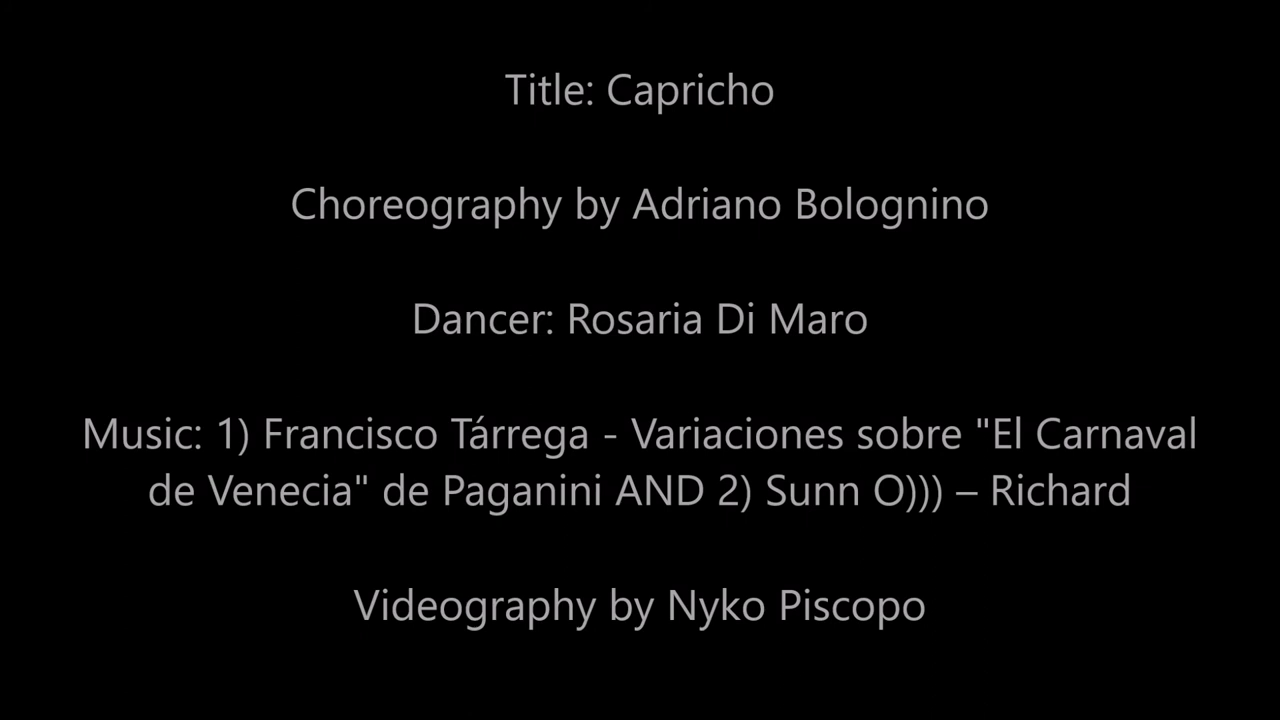 Title: Capricho
Choreography by Adriano Bolognino
Dancer: Rosaria Di Maro
Music: 1) Francisco Tárrega - Variaciones sobre "El Carnaval
de Venecia" de Paganini AND 2) Sunn O))) – Richard
Videography by Nyko Piscopo